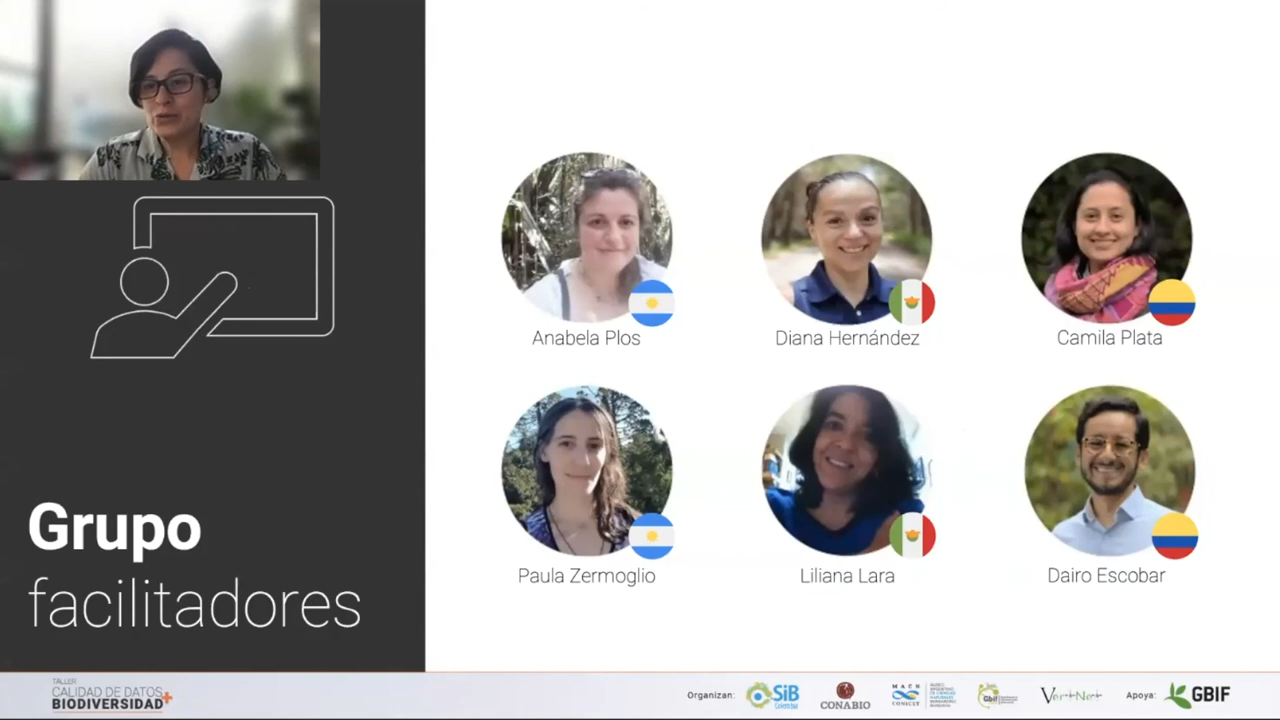 Anabela Plos
Diana Hernández
Camila Plata
Paula Zermoglio
Liliana Lara
Dairo Escobar
Grupo
facilitadores
TALLER
CALIDAD DE DATOS+
BIODIVERSIDAD
Organizan:
SiB
Colombia
CONABIO
MACN
CONICET
Gbif
VertNet
Apoya:
GBIF